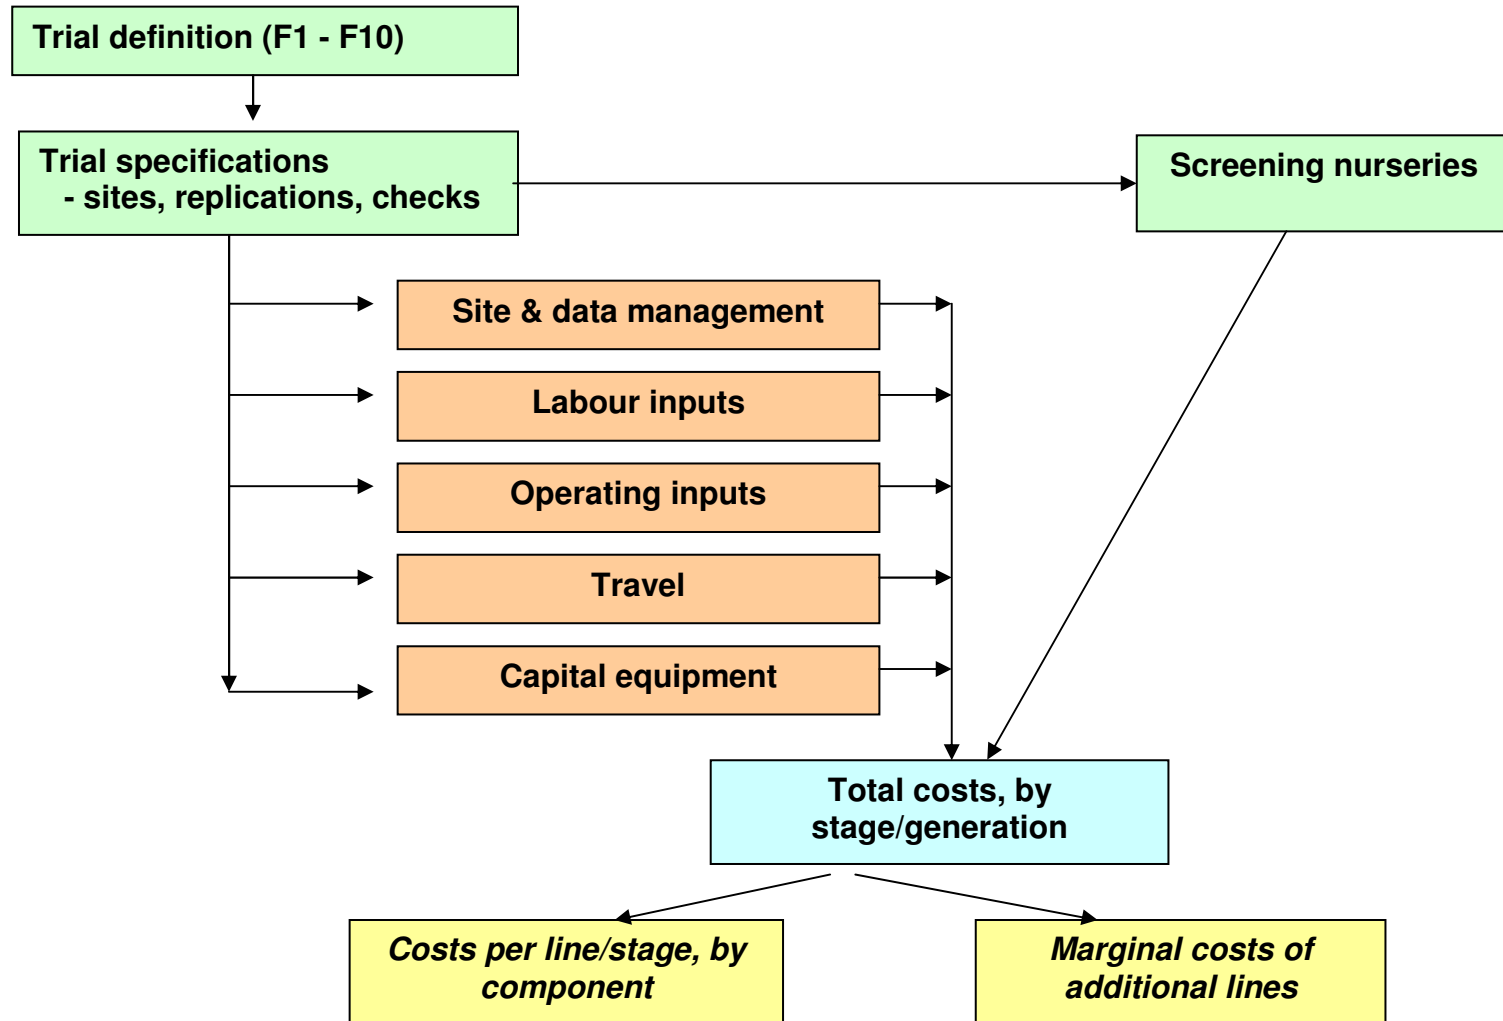 Trial definition (F1 - F10)
Trial specifications
- sites, replications, checks
Screening nurseries
Site & data management
Labour inputs
Operating inputs
Travel
Capital equipment
Total costs, by
stage/generation
Costs per line/stage, by
component
Marginal costs of
additional lines